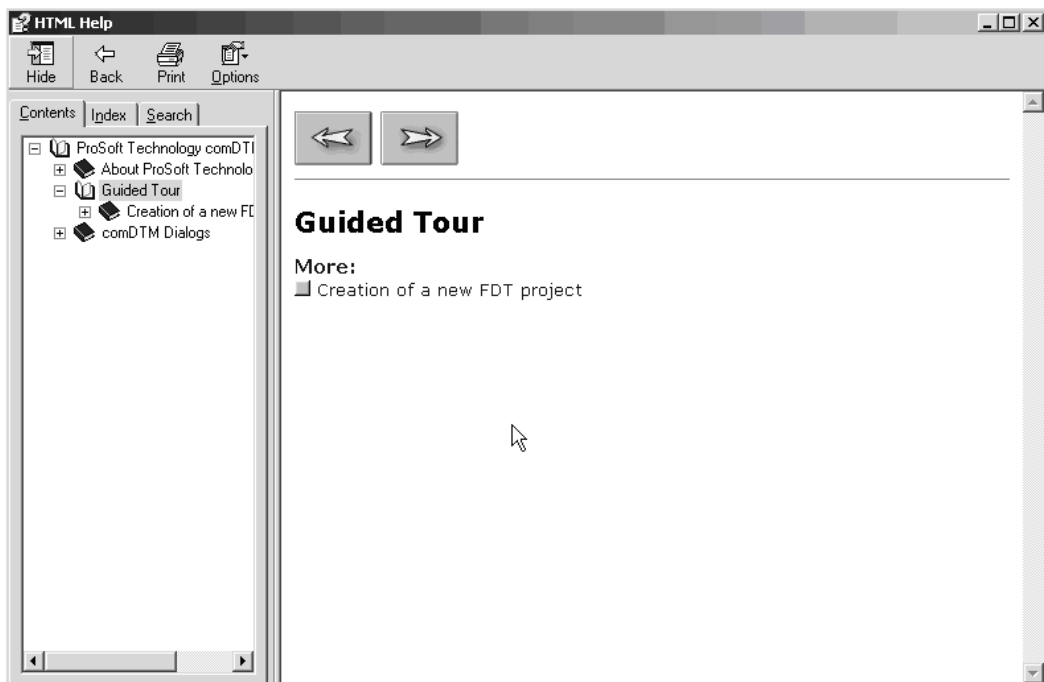 HTML Help
Hide Back Print Options
Contents Index Search
ProSoft Technology comDT
About ProSoft Technolo
Guided Tour
Creation of a new FD
comDTM Dialogs
Guided Tour
More:
Creation of a new FDT project